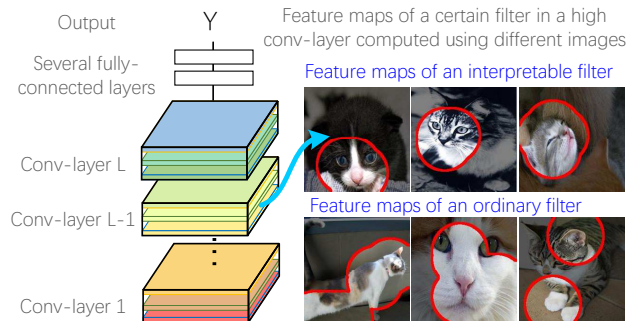 Output
Y
Several fully-
connected layers
Conv-layer L
Conv-layer L-1
Conv-layer 1
Feature maps of a certain filter in a high
conv-layer computed using different images
Feature maps of an interpretable filter
Feature maps of an ordinary filter